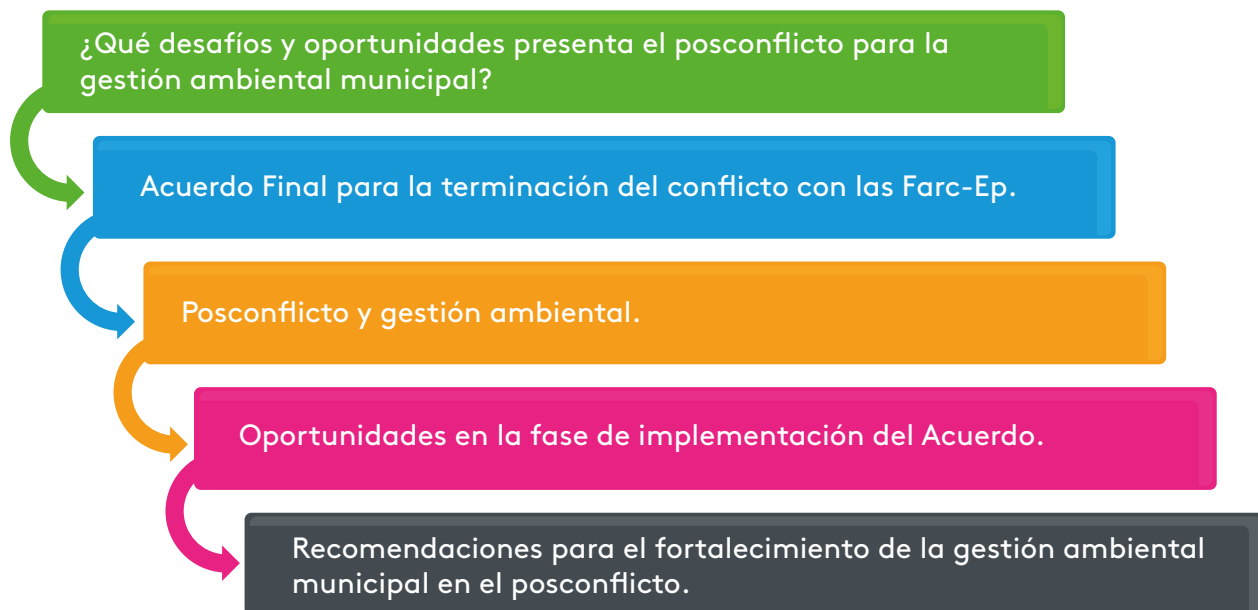 ¿Qué desafíos y oportunidades presenta el posconflicto para la
gestión ambiental municipal?
Acuerdo Final para la terminación del conflicto con las Farc-Ep.
Posconflicto y gestión ambiental.
Oportunidades en la fase de implementación del Acuerdo.
Recomendaciones para el fortalecimiento de la gestión ambiental
municipal en el posconflicto.